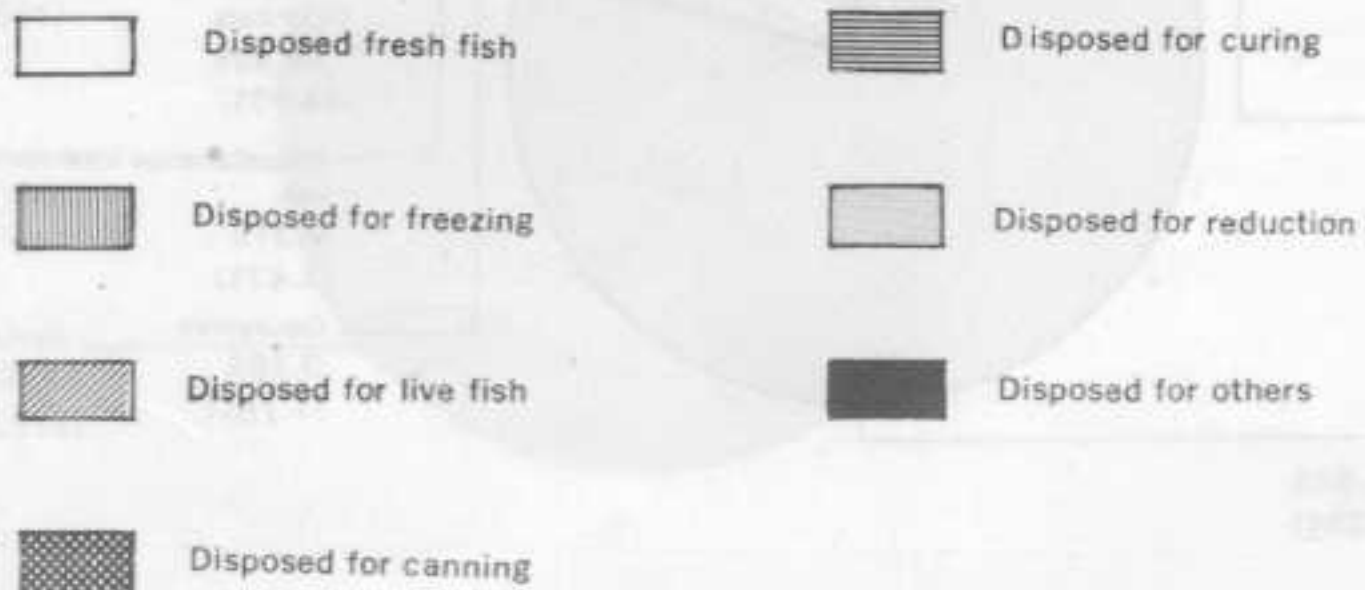 Disposed fresh fish
Disposed for freezing
Disposed for live fish
Disposed for canning
Disposed for curing
Disposed for reduction
Disposed for others